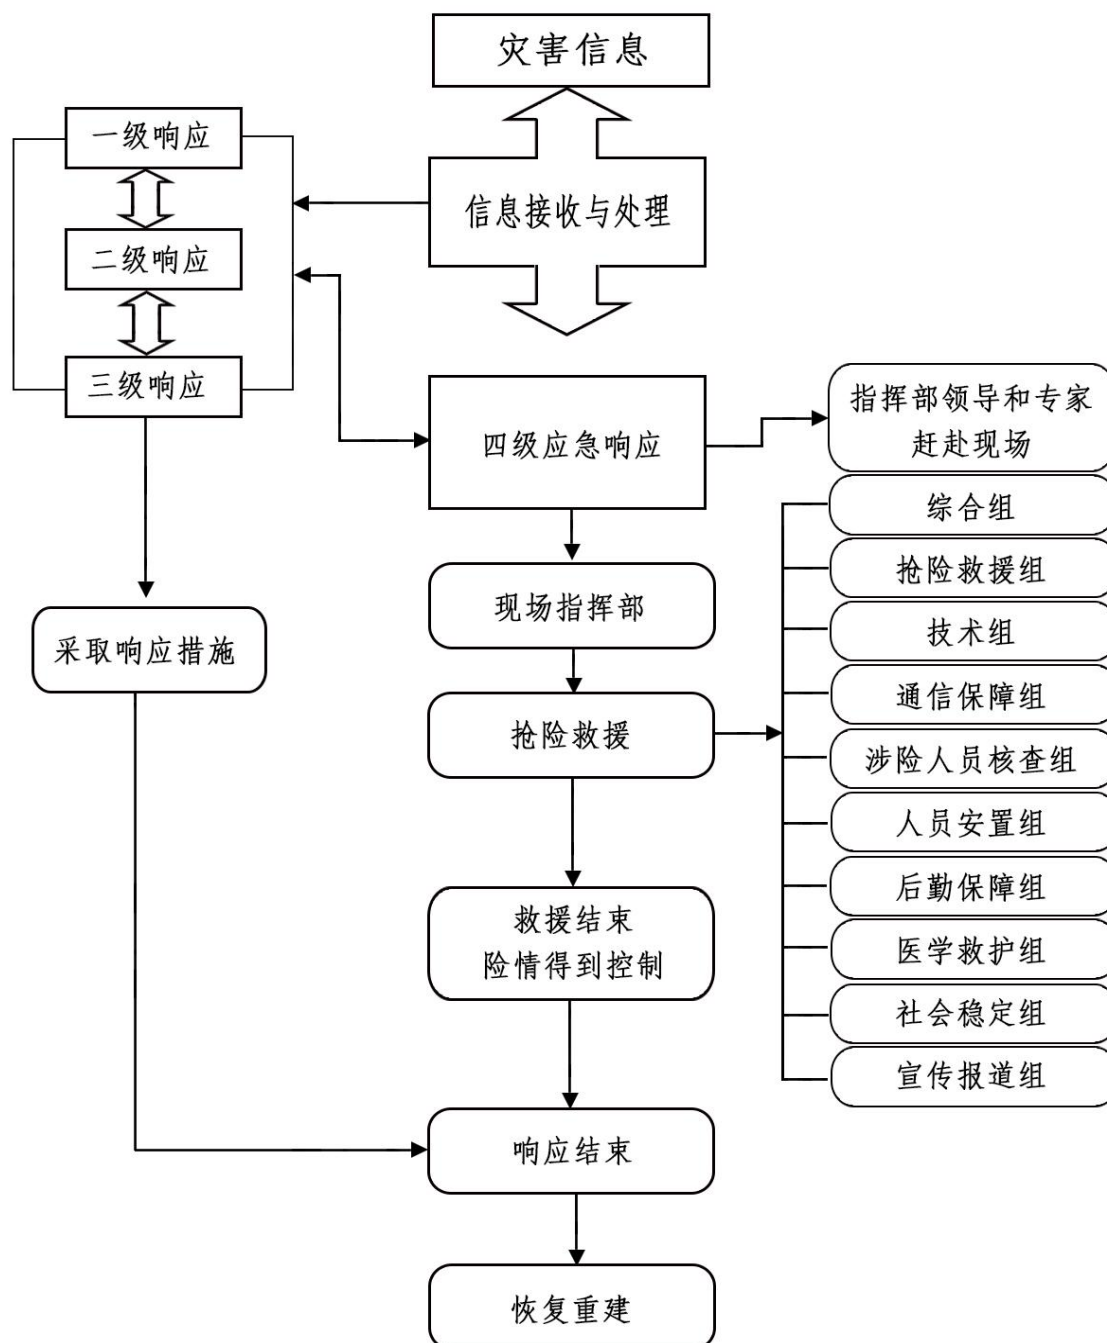 灾害信息
一级响应
信息接收与处理
二级响应
三级响应
四级应急响应
指挥部领导和专家
赶赴现场
综合组
抢险救援组
现场指挥部
技术组
采取响应措施
通信保障组
抢险救援
涉险人员核查组
人员安置组
后勤保障组
救援结束
险情得到控制
医学救护组
社会稳定组
宣传报道组
响应结束
恢复重建